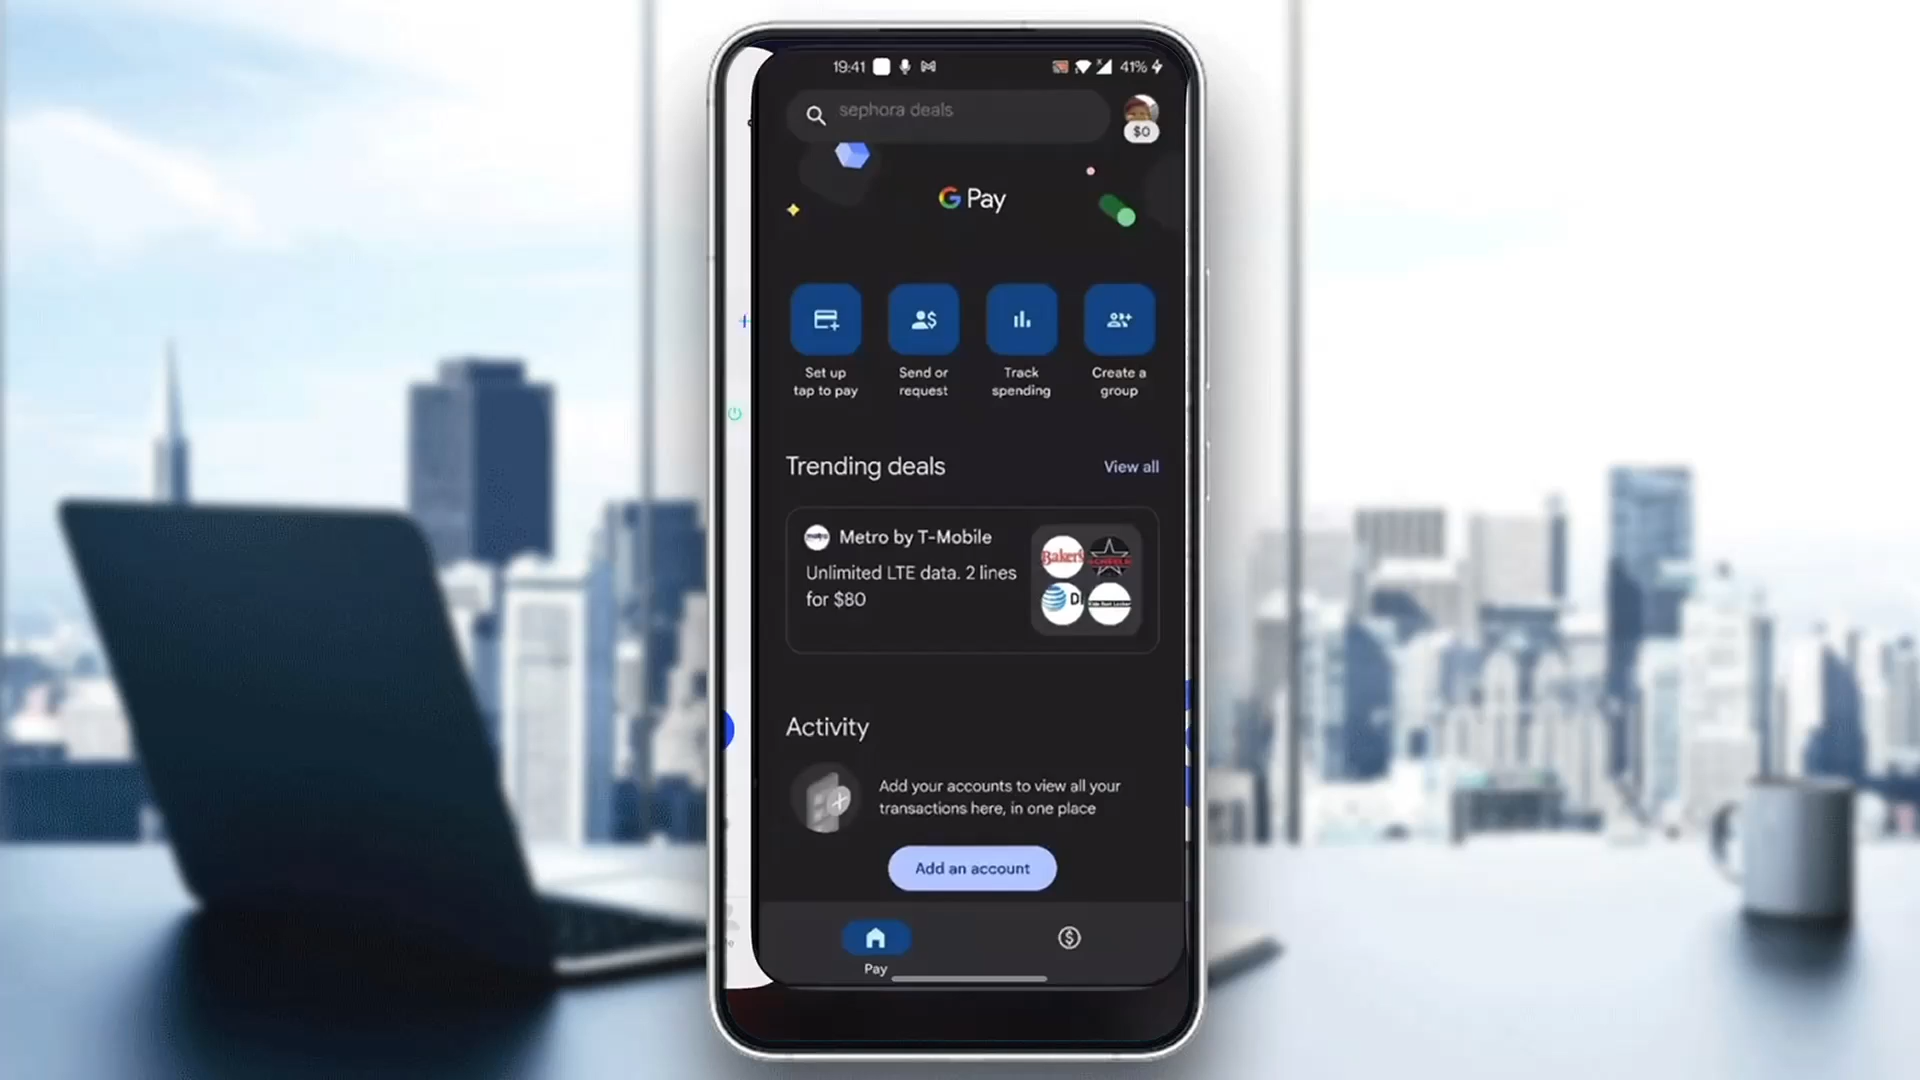 19:41
41%
sephora deals
$0
G Pay
Set up
tap to pay
Send or
request
Track
spending
Create a
group
Trending deals
View all
Metro by T-Mobile
Unlimited LTE data. 2 lines
for $80
Baker's
Activity
Add your accounts to view all your
transactions here, in one place
Add an account
Pay